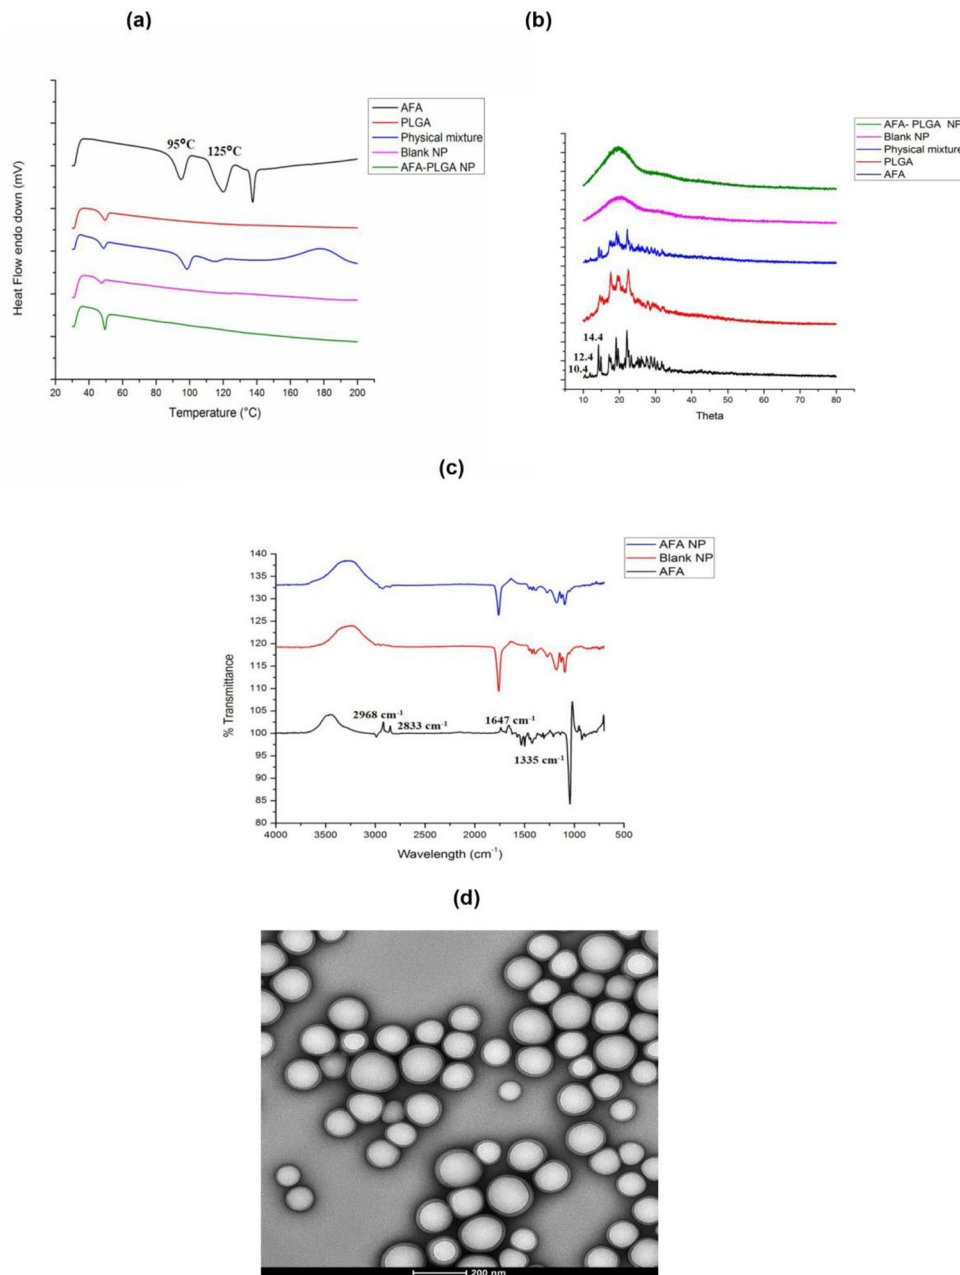 (a)
95°C
125°C
AFA
PLGA
Physical mixture
Blank NP
AFA-PLGA NP
Heat Flow endo down (mV)
20 40 60 80 100 120 140 160 180 200
Temperature (°C)
(b)
AFA- PLGA NP
Blank NP
Physical mixture
PLGA
AFA
14.4
12.4
10.4
10 20 30 40 50 60 70 80
Theta
(c)
AFA NP
Blank NP
AFA
140
135
130
125
120
115
110
105
100
95
90
85
80
% Transmittance
2968 cm-1
2833 cm-1
1647 cm-1
1335 cm-1
4000 3500 3000 2500 2000 1500 1000 500
Wavelength (cm-1)
(d)
200 nm